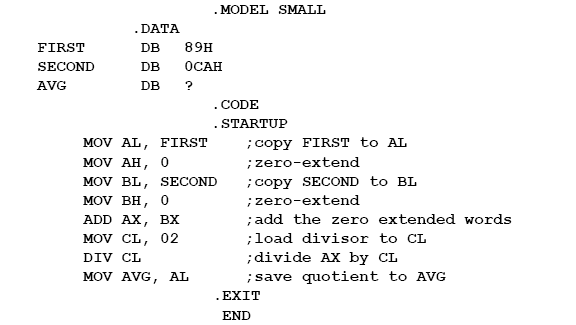 .MODEL SMALL
.DATA
FIRST DB 89H
SECOND DB 0CAH
AVG DB ?
.CODE
.STARTUP
MOV AL, FIRST ;copy FIRST to AL
MOV AH, 0 ;zero-extend
MOV BL, SECOND ;copy SECOND to BL
MOV BH, 0 ;zero-extend
ADD AX, BX ;add the zero extended words
MOV CL, 02 ;load divisor to CL
DIV CL ;divide AX by CL
MOV AVG, AL ;save quotient to AVG
.EXIT
END